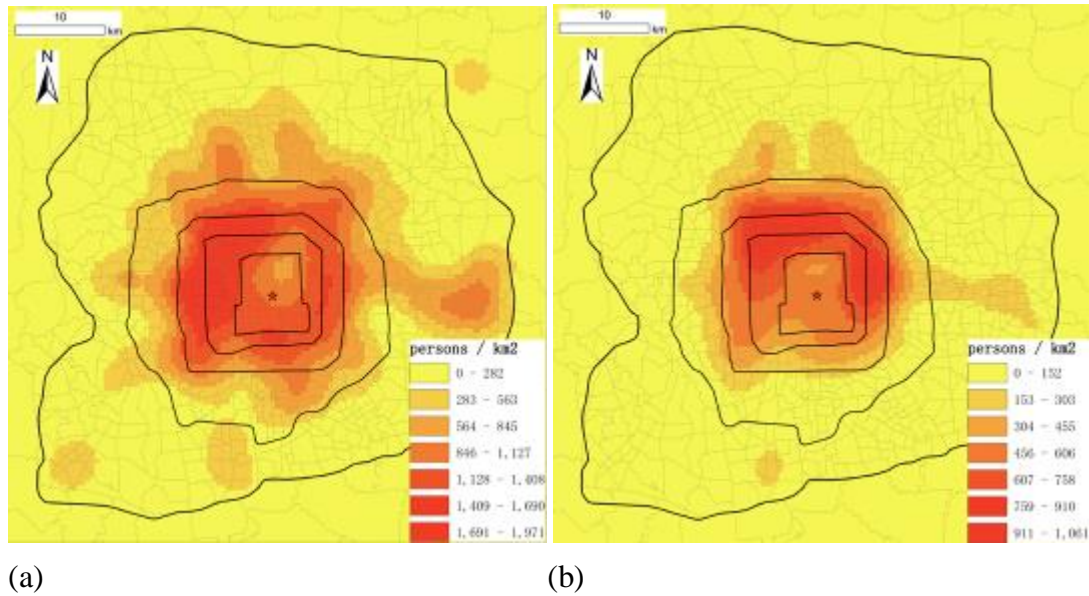 10
km
N
*
persons / km2
0 - 282
283 - 563
564 - 845
846 - 1,127
1,128 - 1,408
1,409 - 1,690
1,691 - 1,971
(a)
10
km
N
*
persons / km2
0 - 152
153 - 303
304 - 455
456 - 606
607 - 758
759 - 910
911 - 1,061
(b)